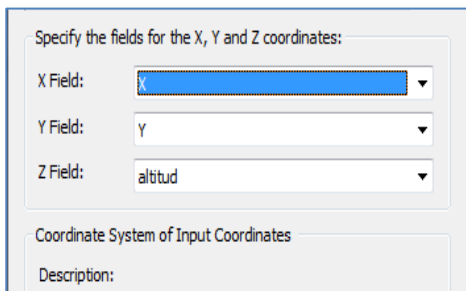 Specify the fields for the X, Y and Z coordinates:
X Field: X
Y Field: Y
Z Field: altitud
Coordinate System of Input Coordinates
Description: